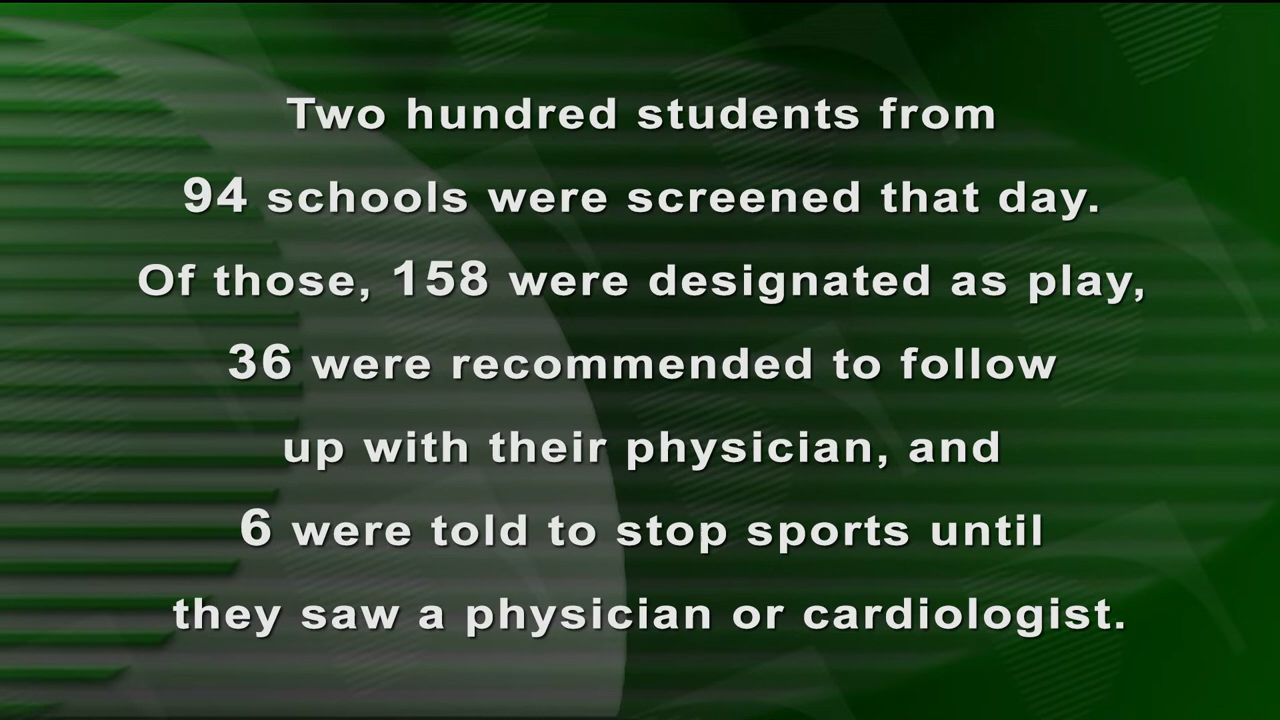 Two hundred students from
94 schools were screened that day.
Of those, 158 were designated as play,
36 were recommended to follow
up with their physician, and
6 were told to stop sports until
they saw a physician or cardiologist.